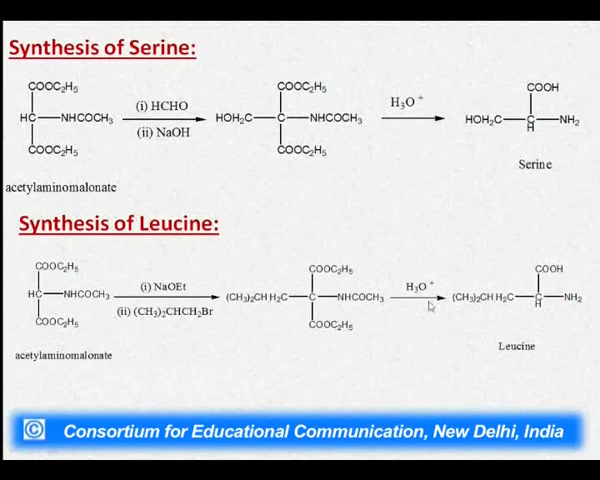 Synthesis of Serine:
COOC₂H₅ COOC₂H₅ COOH
HC NHCOCH₃ (i) HCHO HOH₂C C NHCOCH₃ H₃O⁺ HOH₂C C NH₂
(ii) NaOH H
COOC₂H₅ COOC₂H₅
Serine
acetylaminomalonate
Synthesis of Leucine:
COOC₂H₅ COOC₂H₅ COOH
HC NHCOCH₃ (i) NaOEt (CH₃)₂CH H₂C C NHCOCH₃ H₃O⁺ (CH₃)₂CH H₂C C NH₂
(ii) (CH₃)₂CHCH₂Br H
COOC₂H₅ COOC₂H₅
Leucine
acetylaminomalonate
© Consortium for Educational Communication, New Delhi, India